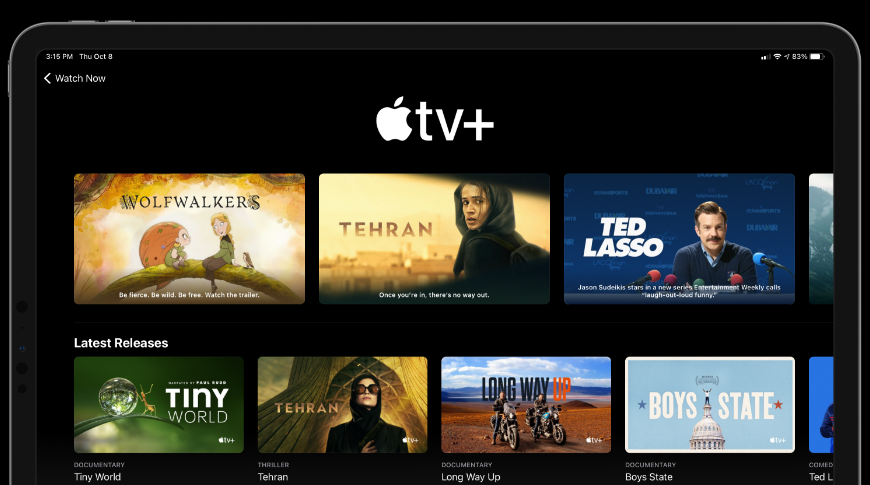 3:15 PM Thu Oct 8
83%
Watch Now
tv+
WOLFWALKERS
Be fierce. Be wild. Be free. Watch the trailer.
TEHRAN
Once you're in, there's no way out.
DUBAI AIR
TED
LASSO
Jason Sudeikis stars in a new series Entertainment Weekly calls
"laugh-out-loud funny."
Latest Releases
NARRATED BY PAUL RUDD
TINY
WORLD
tv+
TEHRAN
tv+
LONG WAY UP
tv+
BOYS STATE
tv+
DOCUMENTARY
Tiny World
THRILLER
Tehran
DOCUMENTARY
Long Way Up
DOCUMENTARY
Boys State
COMED
Ted L